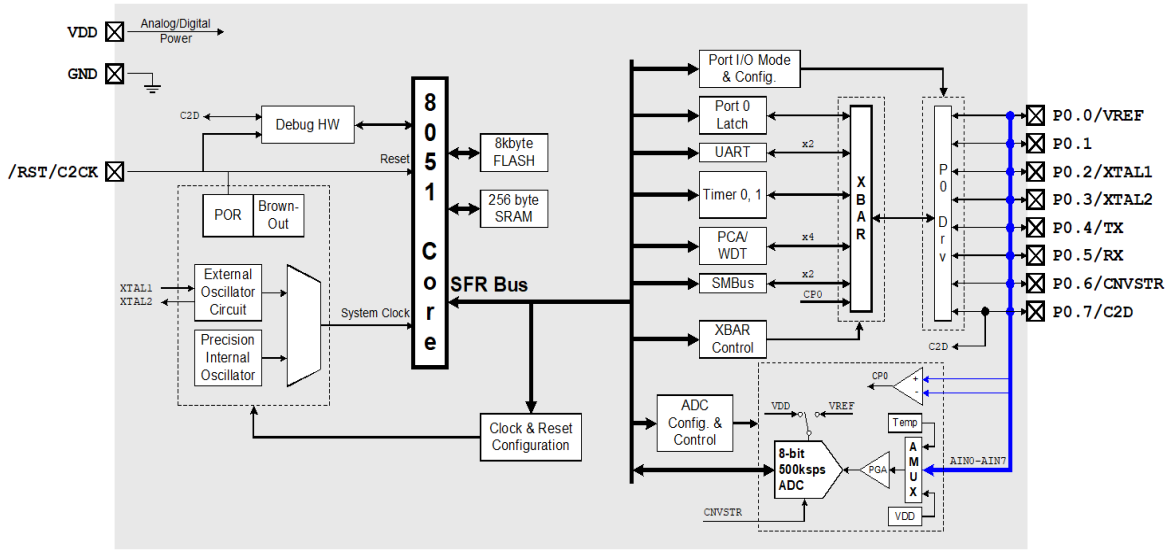 VDD
Analog/Digital
Power
GND
/RST/C2CK
C2D
Debug HW
Reset
POR
Brown-
Out
XTAL1
XTAL2
External
Oscillator
Circuit
Precision
Internal
Oscillator
System Clock
8
0
5
1
C
o
r
e
8kbyte
FLASH
256 byte
SRAM
SFR Bus
Clock & Reset
Configuration
Port I/O Mode
& Config.
Port 0
Latch
UART
x2
Timer 0, 1
PCA/
WDT
x4
SMBus
x2
CP0
XBAR
Control
X
B
A
R
P
0
D
r
v
C2D
P0.0/VREF
P0.1
P0.2/XTAL1
P0.3/XTAL2
P0.4/TX
P0.5/RX
P0.6/CNVSTR
P0.7/C2D
ADC
Config. &
Control
CP0
+
-
VDD
VREF
Temp
8-bit
500ksps
ADC
PGA
A
M
U
X
AIN0-AIN7
VDD
CNVSTR